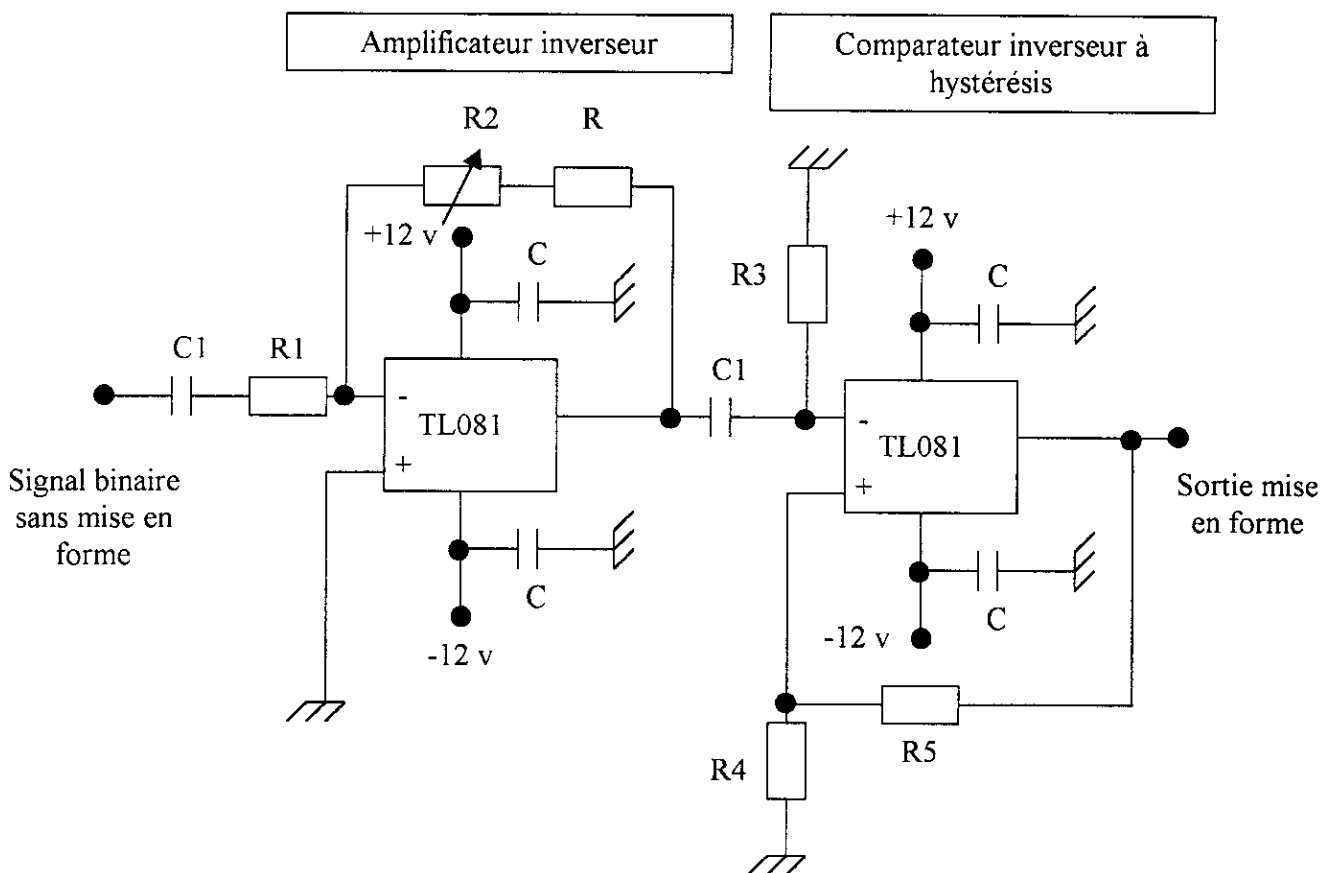 Amplificateur inverseur
Comparateur inverseur à
hystérésis
R2
R
+12 v
C
R3
+12 v
C
C1
R1
-
TL081
+
C1
-
TL081
+
Signal binaire
sans mise en
forme
Sortie mise
en forme
C
-12 v
C
-12 v
R5
R4